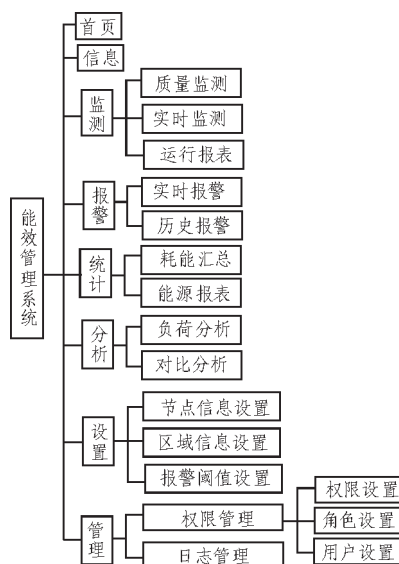 首页
信息
监测
质量监测
实时监测
运行报表
报警
实时报警
历史报警
能效管理系统
统计
耗能汇总
能源报表
分析
负荷分析
对比分析
设置
节点信息设置
区域信息设置
报警阈值设置
管理
权限管理
日志管理
权限设置
角色设置
用户设置